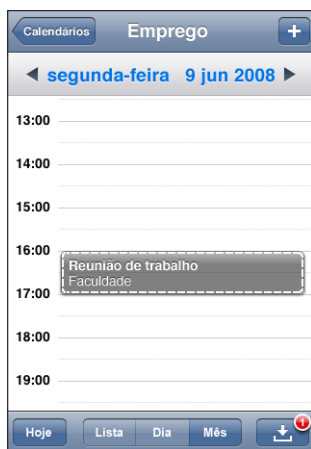 Calendários
Emprego
+
segunda-feira 9 jun 2008
13:00
14:00
15:00
16:00
Reunião de trabalho
Faculdade
17:00
18:00
19:00
Hoje
Lista
Dia
Mês
1